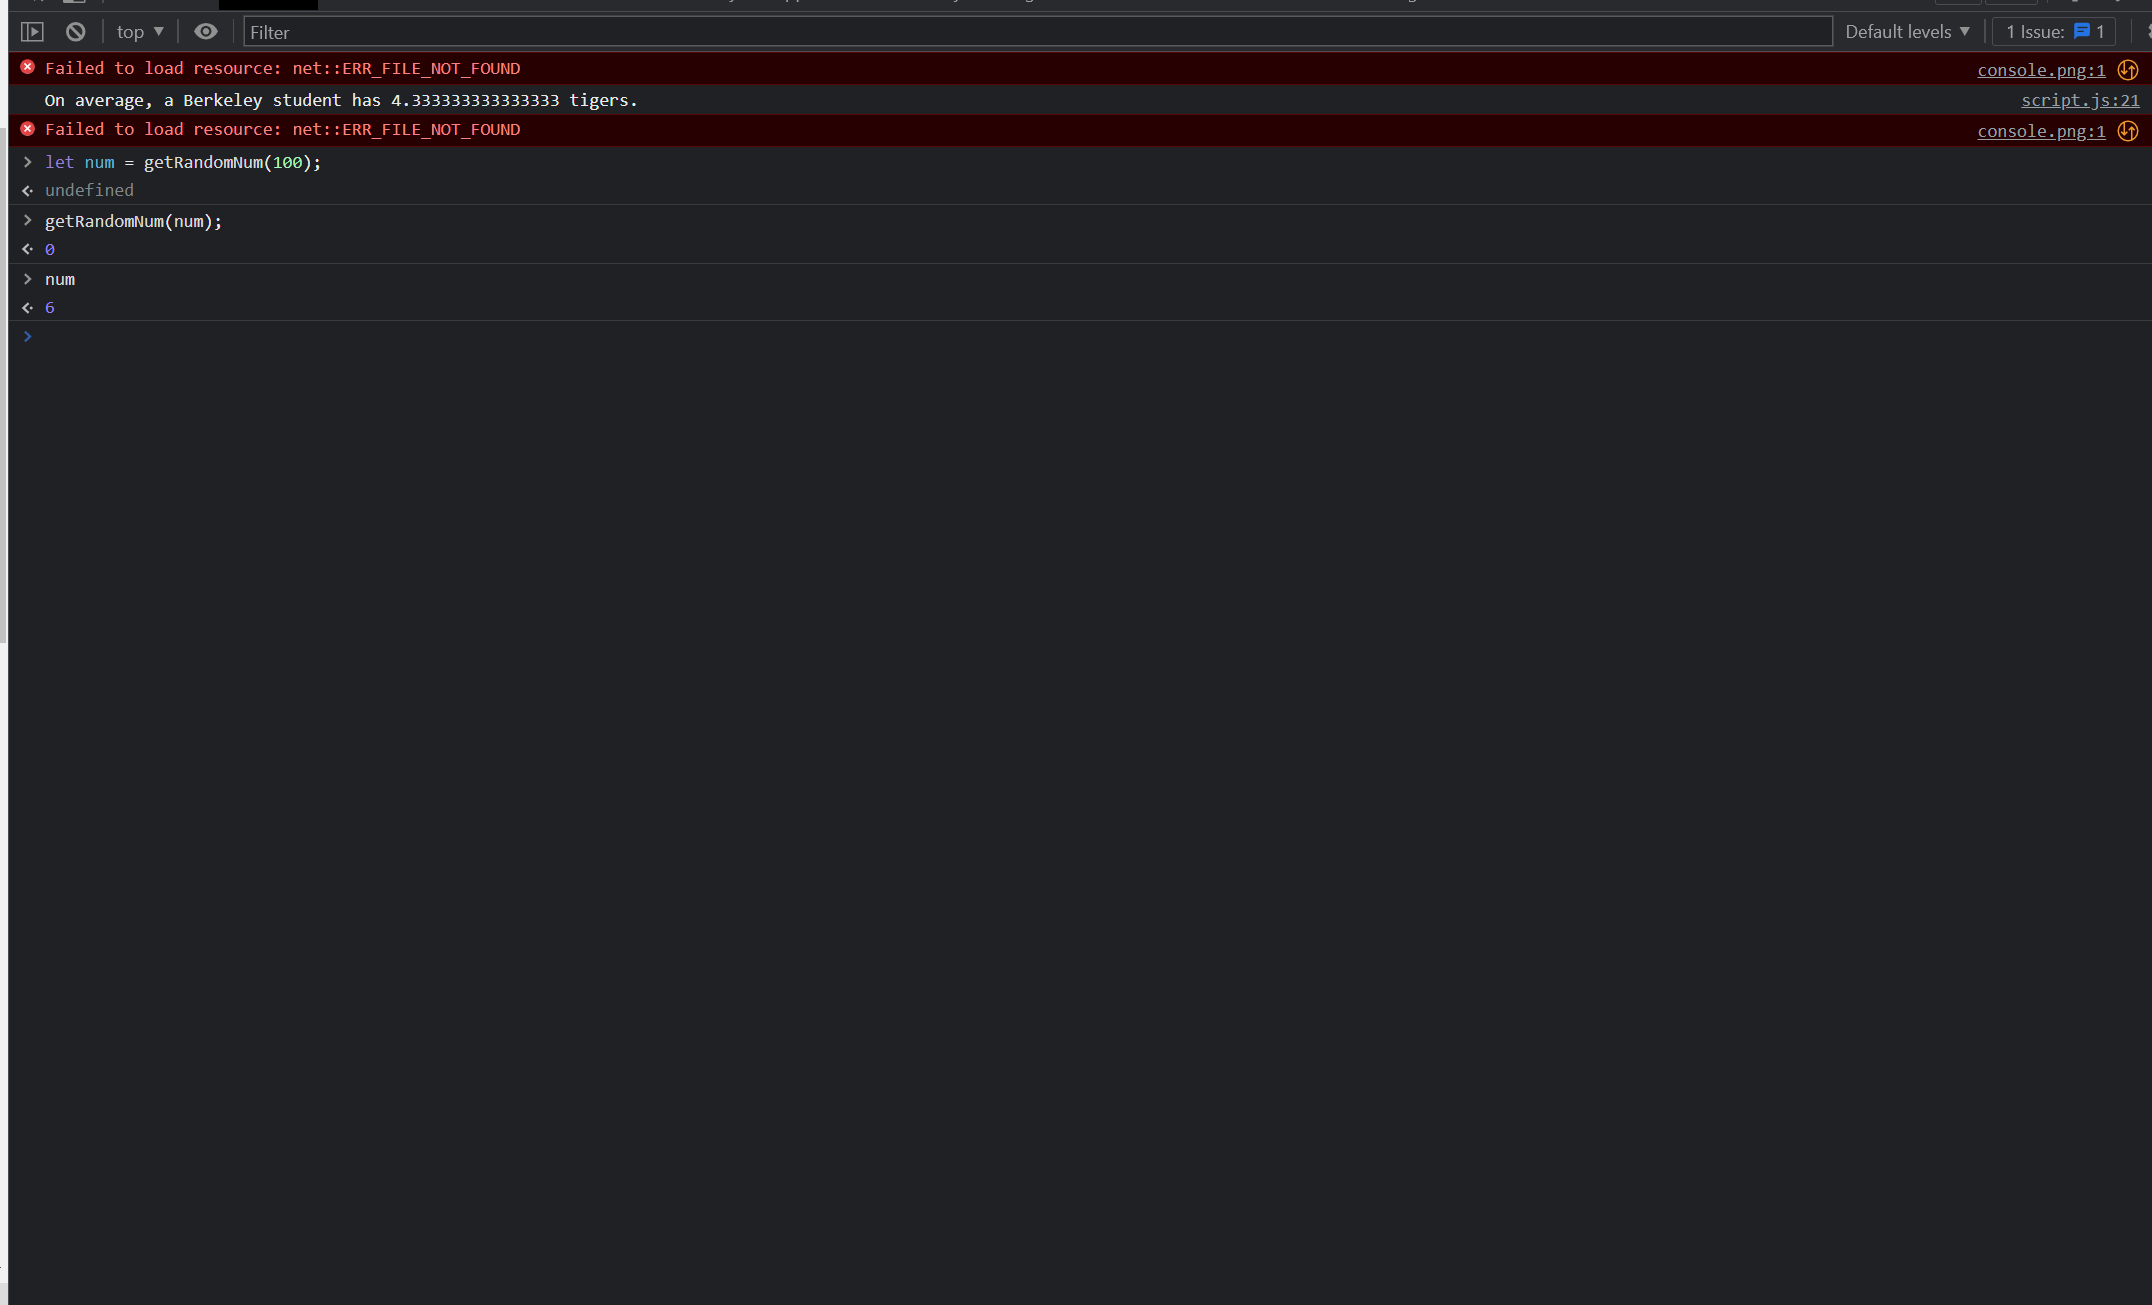 top ▼ Filter Default levels ▼ 1 Issue: 1
Failed to load resource: net::ERR_FILE_NOT_FOUND console.png:1
On average, a Berkeley student has 4.333333333333333 tigers. script.js:21
Failed to load resource: net::ERR_FILE_NOT_FOUND console.png:1
let num = getRandomNum(100);
undefined
getRandomNum(num);
0
num
6